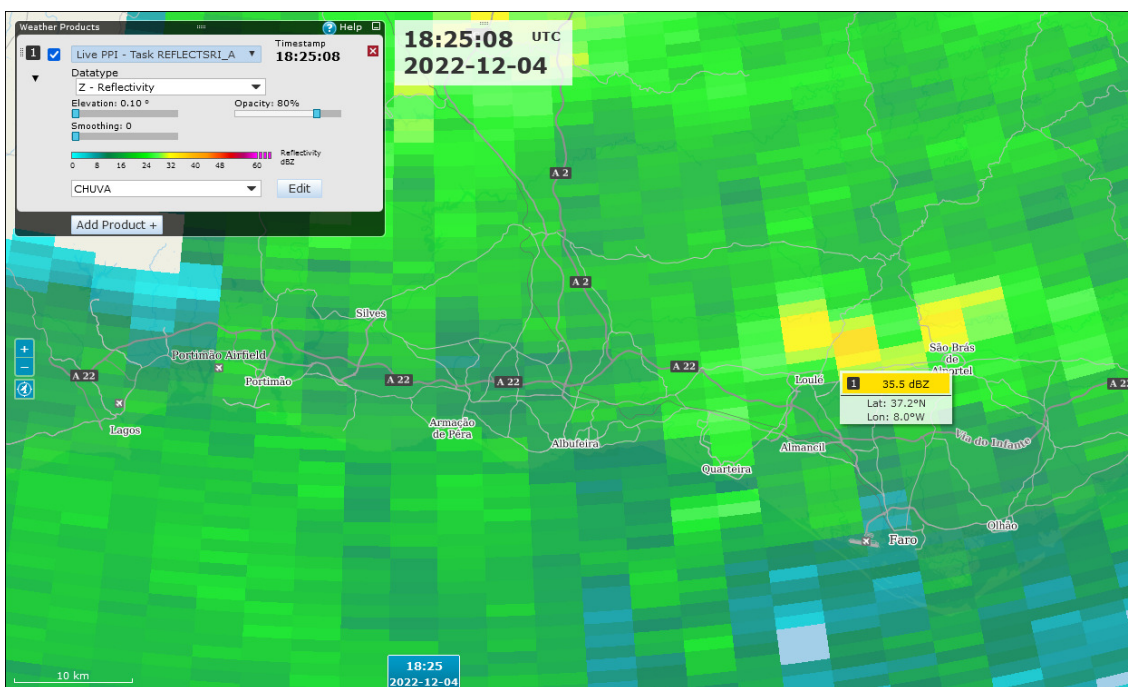 Weather Products
Help
1
Live PPI - Task REFLECTSRI_A
Timestamp
18:25:08
Datatype
Z - Reflectivity
Elevation: 0.10 °
Opacity: 80%
Smoothing: 0
Reflectivity
dBZ
0 8 16 24 32 40 48 60
CHUVA
Edit
Add Product +
18:25:08 UTC
2022-12-04
A 2
A 2
Silves
+
−
Portimão Airfield
A 22
Portimão
A 22
A 22
A 22
São Brás
de
Alportel
Loulé
1 35.5 dBZ
Lat: 37.2°N
Lon: 8.0°W
A 22
Lagos
Armação
de Pêra
Albufeira
Almancil
Via do Infante
Quarteira
Olhão
Faro
10 km
18:25
2022-12-04